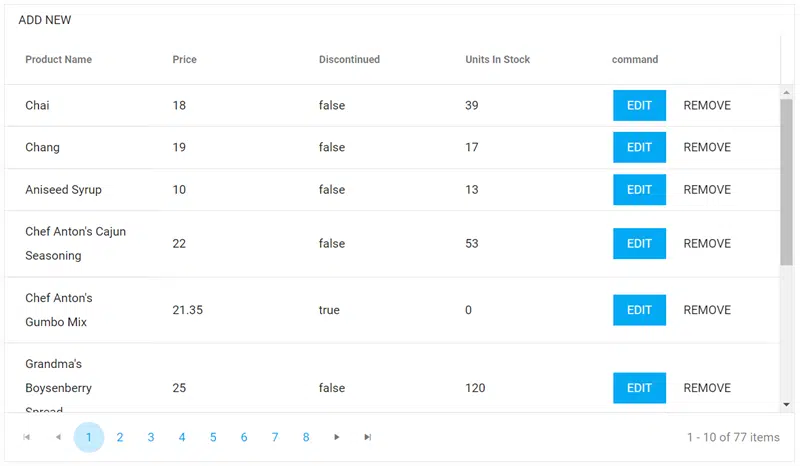 ADD NEW
Product Name Price Discontinued Units In Stock command
Chai 18 false 39 EDIT REMOVE
Chang 19 false 17 EDIT REMOVE
Aniseed Syrup 10 false 13 EDIT REMOVE
Chef Anton's Cajun
Seasoning 22 false 53 EDIT REMOVE
Chef Anton's
Gumbo Mix 21.35 true 0 EDIT REMOVE
Grandma's
Boysenberry 25 false 120 EDIT REMOVE
Spread
1 2 3 4 5 6 7 8 1 - 10 of 77 items